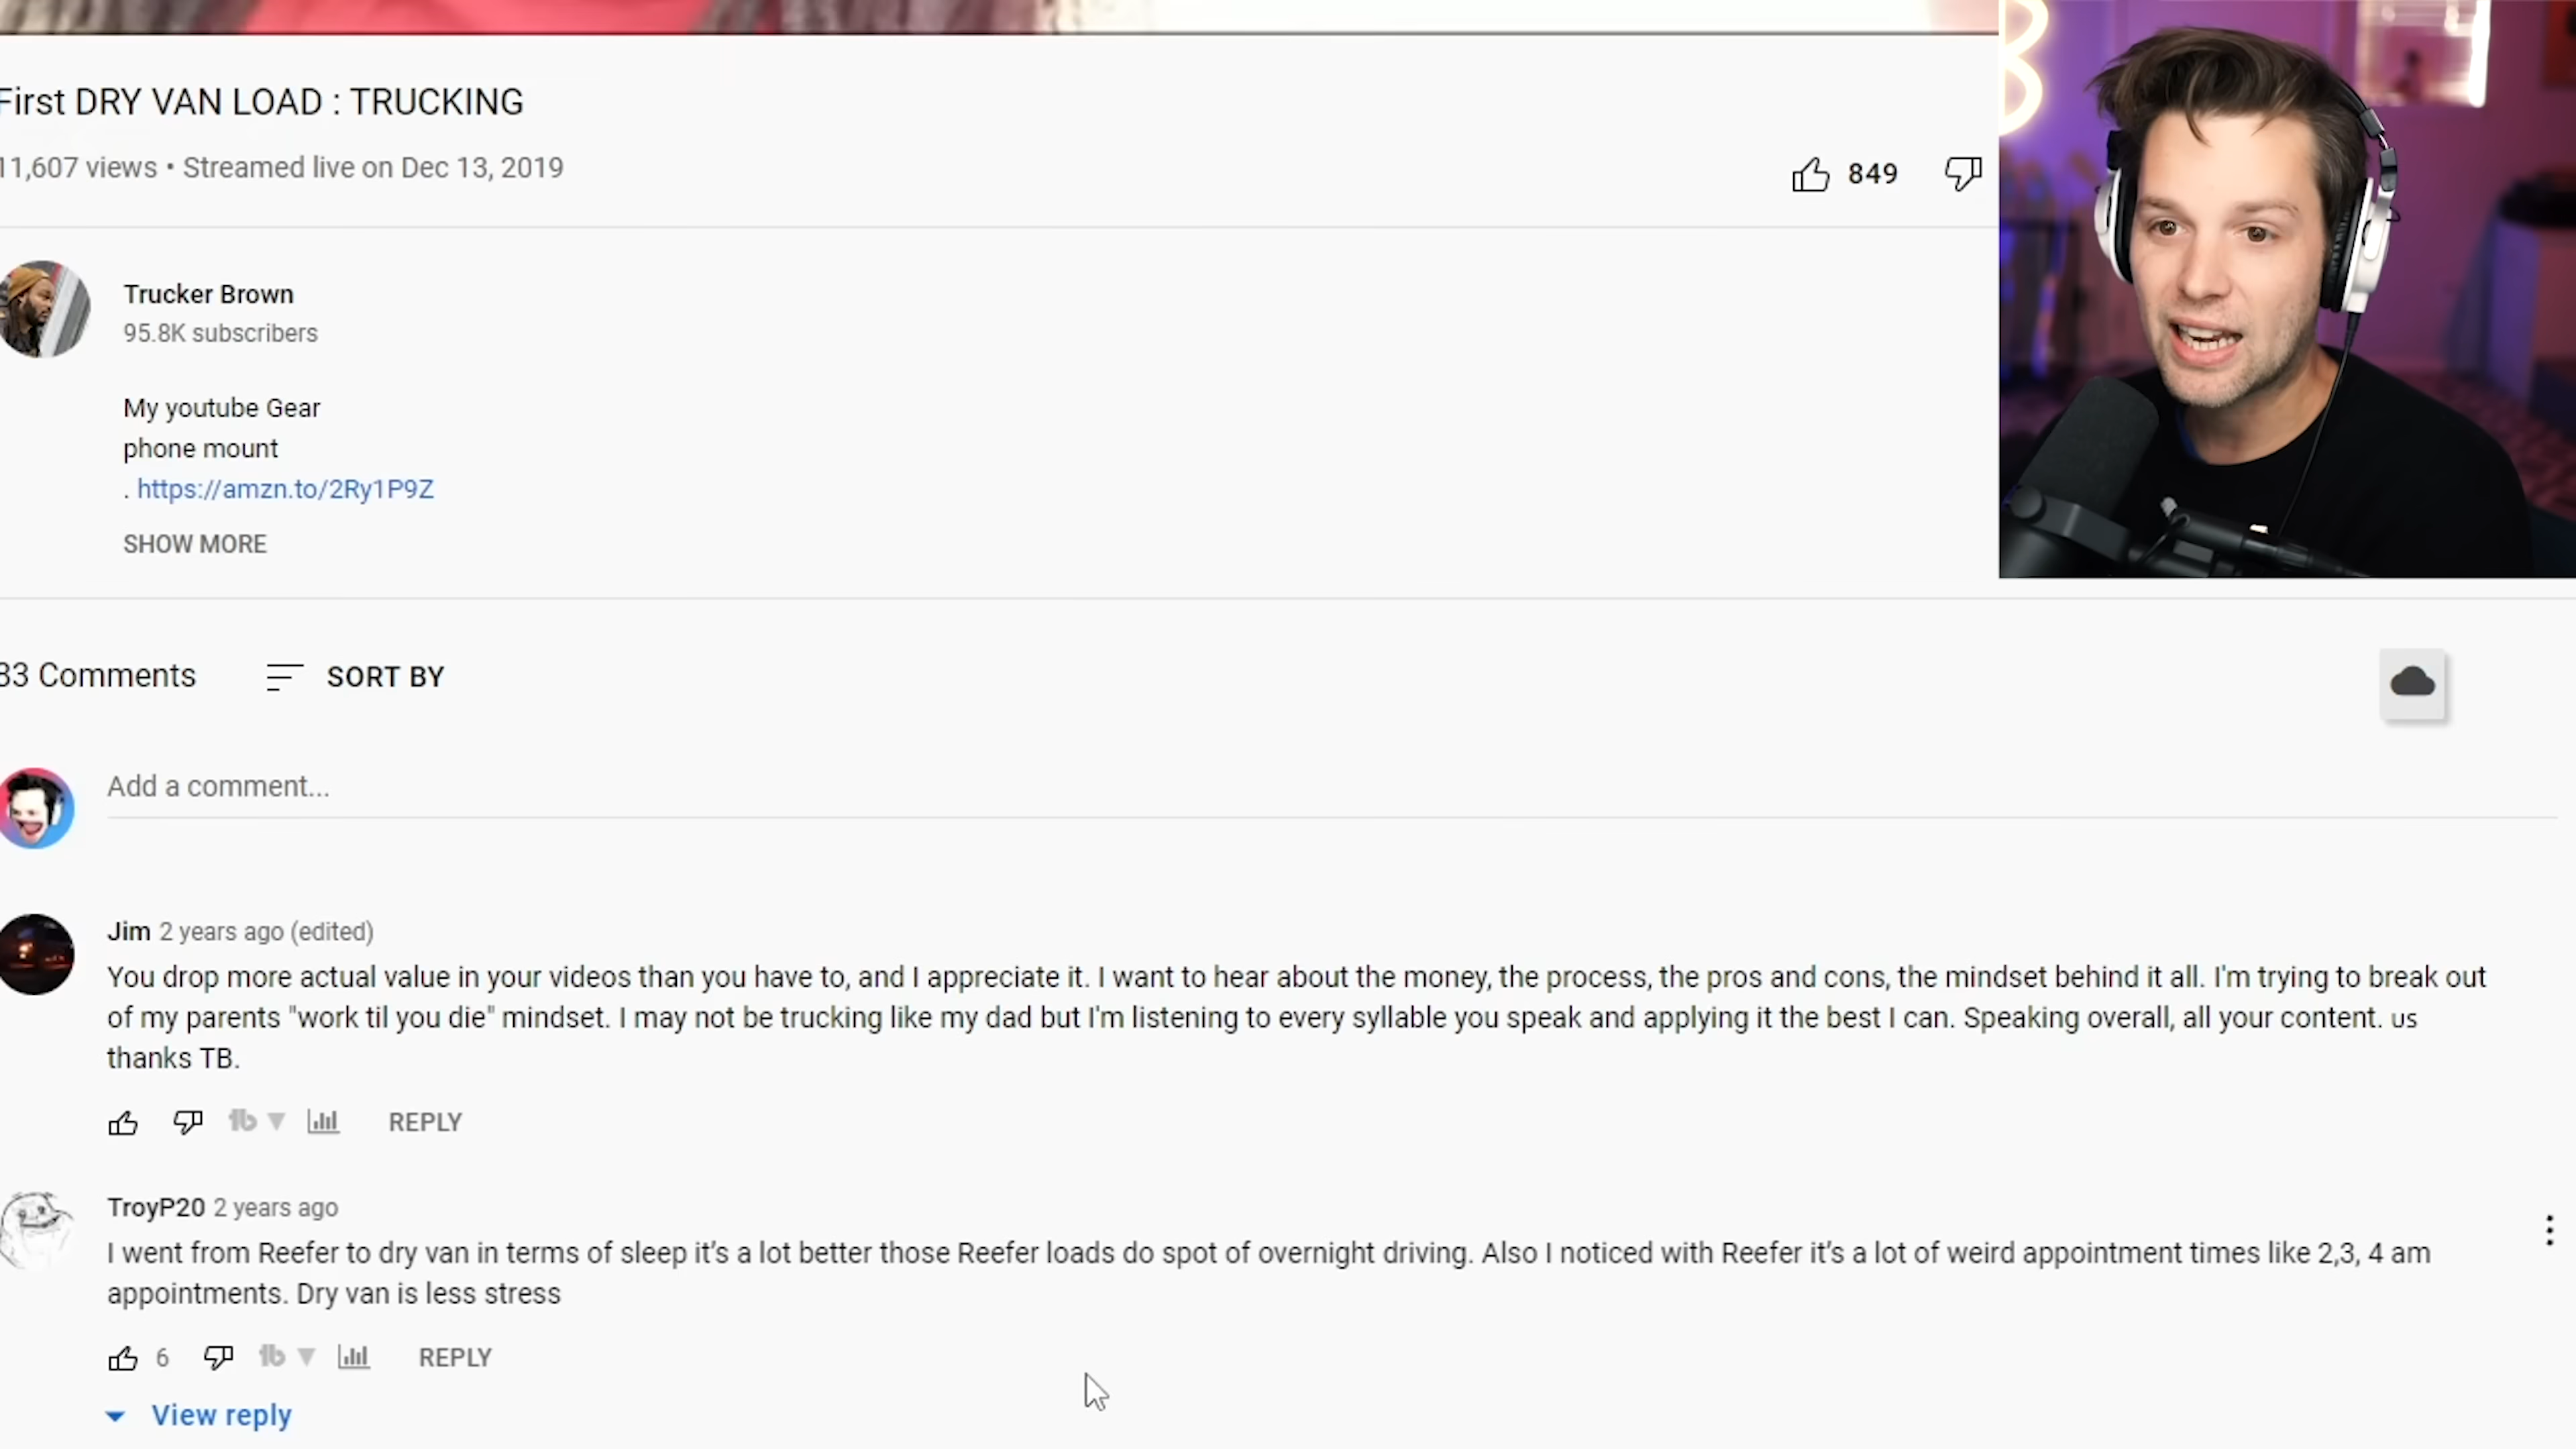 First DRY VAN LOAD : TRUCKING
11,607 views • Streamed live on Dec 13, 2019
849
Trucker Brown
95.8K subscribers
My youtube Gear
phone mount
. https://amzn.to/2Ry1P9Z
SHOW MORE
33 Comments
SORT BY
Add a comment...
Jim 2 years ago (edited)
You drop more actual value in your videos than you have to, and I appreciate it. I want to hear about the money, the process, the pros and cons, the mindset behind it all. I'm trying to break out
of my parents "work til you die" mindset. I may not be trucking like my dad but I'm listening to every syllable you speak and applying it the best I can. Speaking overall, all your content. us
thanks TB.
REPLY
TroyP20 2 years ago
I went from Reefer to dry van in terms of sleep it’s a lot better those Reefer loads do spot of overnight driving. Also I noticed with Reefer it’s a lot of weird appointment times like 2,3, 4 am
appointments. Dry van is less stress
6
REPLY
View reply